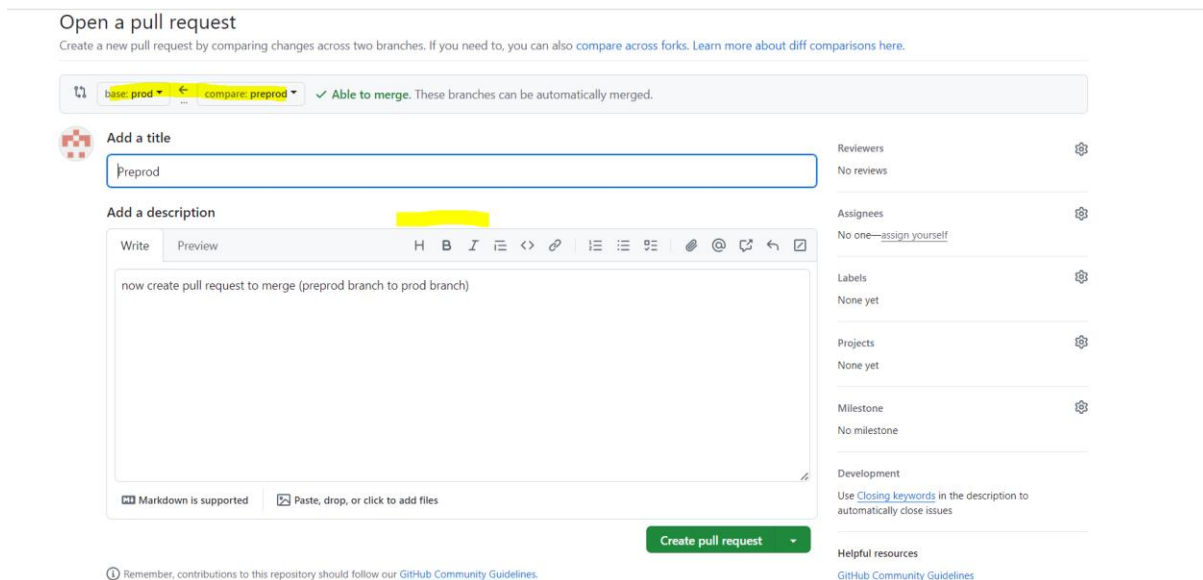 Open a pull request
Create a new pull request by comparing changes across two branches. If you need to, you can also compare across forks. Learn more about diff comparisons here.
base: prod ← compare: preprod ✓ Able to merge. These branches can be automatically merged.
Add a title
Preprod
Add a description
Write Preview H B I <> @
now create pull request to merge (preprod branch to prod branch)
Markdown is supported Paste, drop, or click to add files
Create pull request
Remember, contributions to this repository should follow our GitHub Community Guidelines.
Reviewers
No reviews
Assignees
No one—assign yourself
Labels
None yet
Projects
None yet
Milestone
No milestone
Development
Use Closing keywords in the description to
automatically close issues
Helpful resources
GitHub Community Guidelines